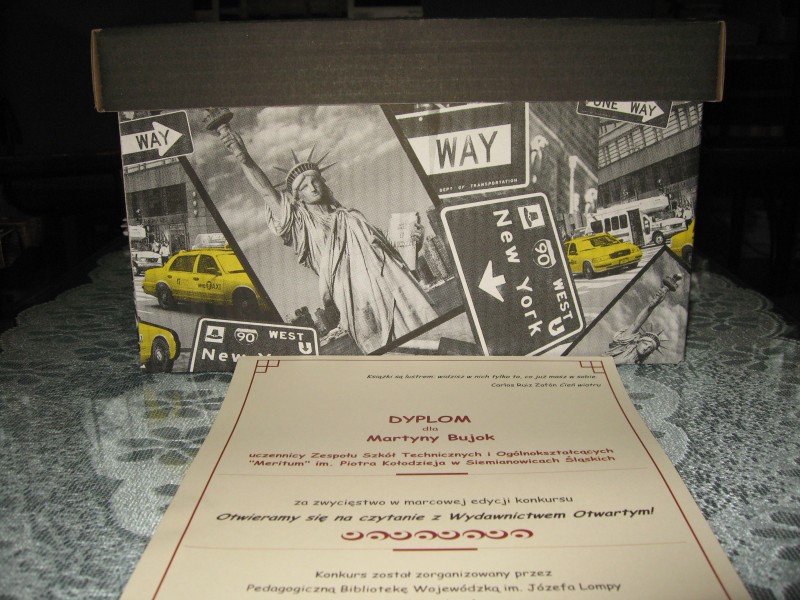 WAY
ONE WAY
WAY
DEPT OF TRANSPORTATION
New York
90 WEST
90 WEST
New Y
Książki są lustrem: widzisz w nich tylko to, co już masz w sobie.
Carlos Ruiz Zafón Cień wiatru
DYPLOM
dla
Martyny Bujok
uczennicy Zespołu Szkół Technicznych i Ogólnokształcących
"Meritum" im. Piotra Kołodzieja w Siemianowicach Śląskich
za zwycięstwo w marcowej edycji konkursu
Otwieramy się na czytanie z Wydawnictwem Otwartym!
Konkurs został zorganizowany przez
Pedagogiczną Bibliotekę Wojewódzką im. Józefa Lompy